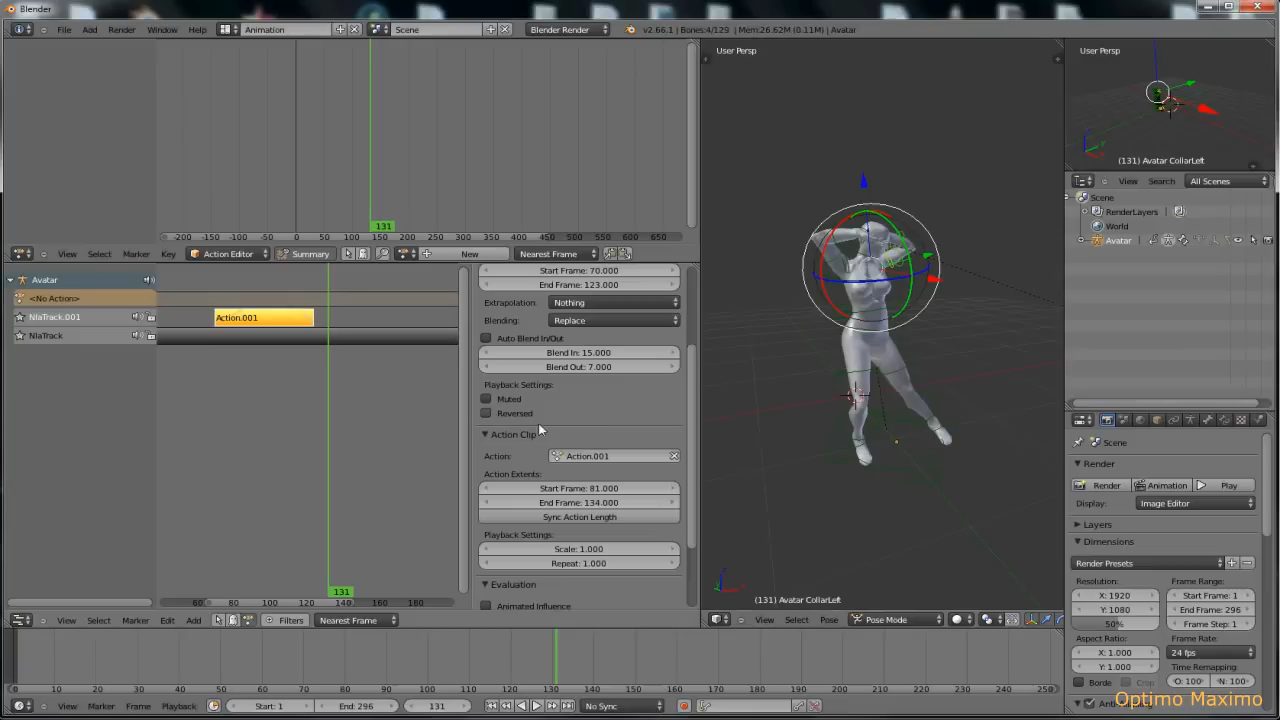 Blender
File Add Render Window Help Animation Scene Blender Render v2.66.1 | Bones:4/129 | Mem:26.62M (0.11M) | Avatar
User Persp
User Persp
(131) Avatar CollarLeft
View Search All Scenes
Scene
RenderLayers
World
Avatar
131
-200 -150 -100 -50 0 50 100 150 200 250 300 350 400 450 500 550 600 650
View Select Marker Key Action Editor Summary New Nearest Frame
Avatar
<No Action>
NlaTrack.001
NlaTrack
Action.001
Start Frame: 70.000
End Frame: 123.000
Extrapolation: Nothing
Blending: Replace
Auto Blend In/Out
Blend In: 15.000
Blend Out: 7.000
Playback Settings:
Muted
Reversed
Action Clip
Action: Action.001
Action Extents:
Start Frame: 81.000
End Frame: 134.000
Sync Action Length
Playback Settings:
Scale: 1.000
Repeat: 1.000
Evaluation
Animated Influence
131
60 80 100 120 140 160 180
View Select Marker Edit Add Filters Nearest Frame
(131) Avatar CollarLeft
View Select Pose Pose Mode
Scene
Render
Render Animation Play
Display: Image Editor
Layers
Dimensions
Render Presets
Resolution: Frame Range:
X: 1920 Start Frame: 1
Y: 1080 End Frame: 296
50% Frame Step: 1
Aspect Ratio: Frame Rate:
X: 1.000 24 fps
Y: 1.000 Time Remapping:
Borde Crop O: 100 N: 100
0 10 20 30 40 50 60 70 80 90 100 110 120 130 140 150 160 170 180 190 200 210 220 230 240 250
View Marker Frame Playback Start: 1 End: 296 131 No Sync
Optimo Maximo